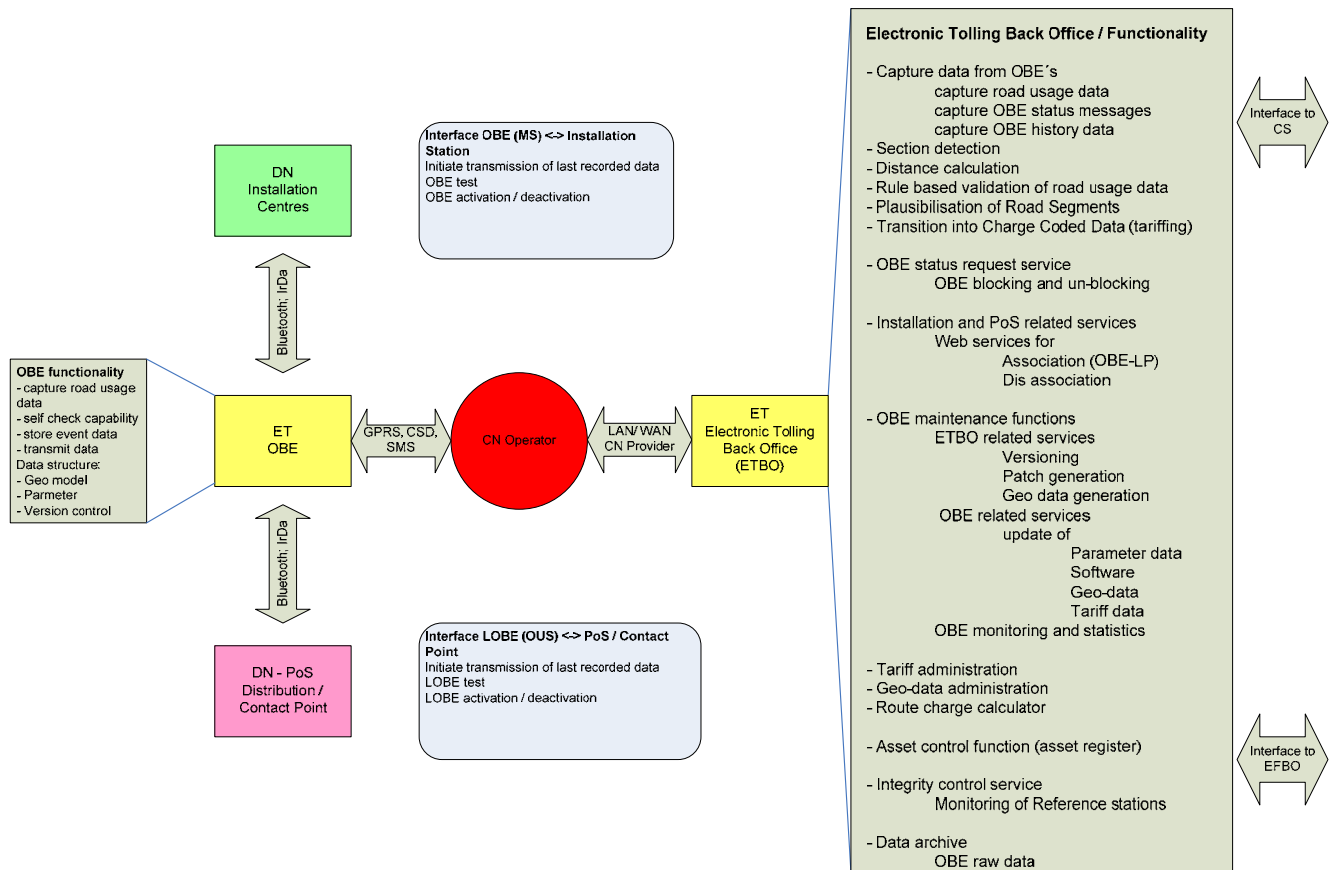 DN
Installation
Centres
Interface OBE (MS) <-> Installation
Station
Initiate transmission of last recorded data
OBE test
OBE activation / deactivation
Bluetooth; IrDa
OBE functionality
- capture road usage
data
- self check capability
- store event data
- transmit data
Data structure:
- Geo model
- Parmeter
- Version control
ET
OBE
GPRS, CSD,
SMS
CN Operator
LAN/ WAN
CN Provider
ET
Electronic Tolling
Back Office
(ETBO)
Bluetooth; IrDa
DN - PoS
Distribution /
Contact Point
Interface LOBE (OUS) <-> PoS / Contact
Point
Initiate transmission of last recorded data
LOBE test
LOBE activation / deactivation
Electronic Tolling Back Office / Functionality
- Capture data from OBE´s
capture road usage data
capture OBE status messages
capture OBE history data
- Section detection
- Distance calculation
- Rule based validation of road usage data
- Plausibilisation of Road Segments
- Transition into Charge Coded Data (tariffing)
- OBE status request service
OBE blocking and un-blocking
- Installation and PoS related services
Web services for
Association (OBE-LP)
Dis association
- OBE maintenance functions
ETBO related services
Versioning
Patch generation
Geo data generation
OBE related services
update of
Parameter data
Software
Geo-data
Tariff data
OBE monitoring and statistics
- Tariff administration
- Geo-data administration
- Route charge calculator
- Asset control function (asset register)
- Integrity control service
Monitoring of Reference stations
- Data archive
OBE raw data
Interface to
CS
Interface to
EFBO